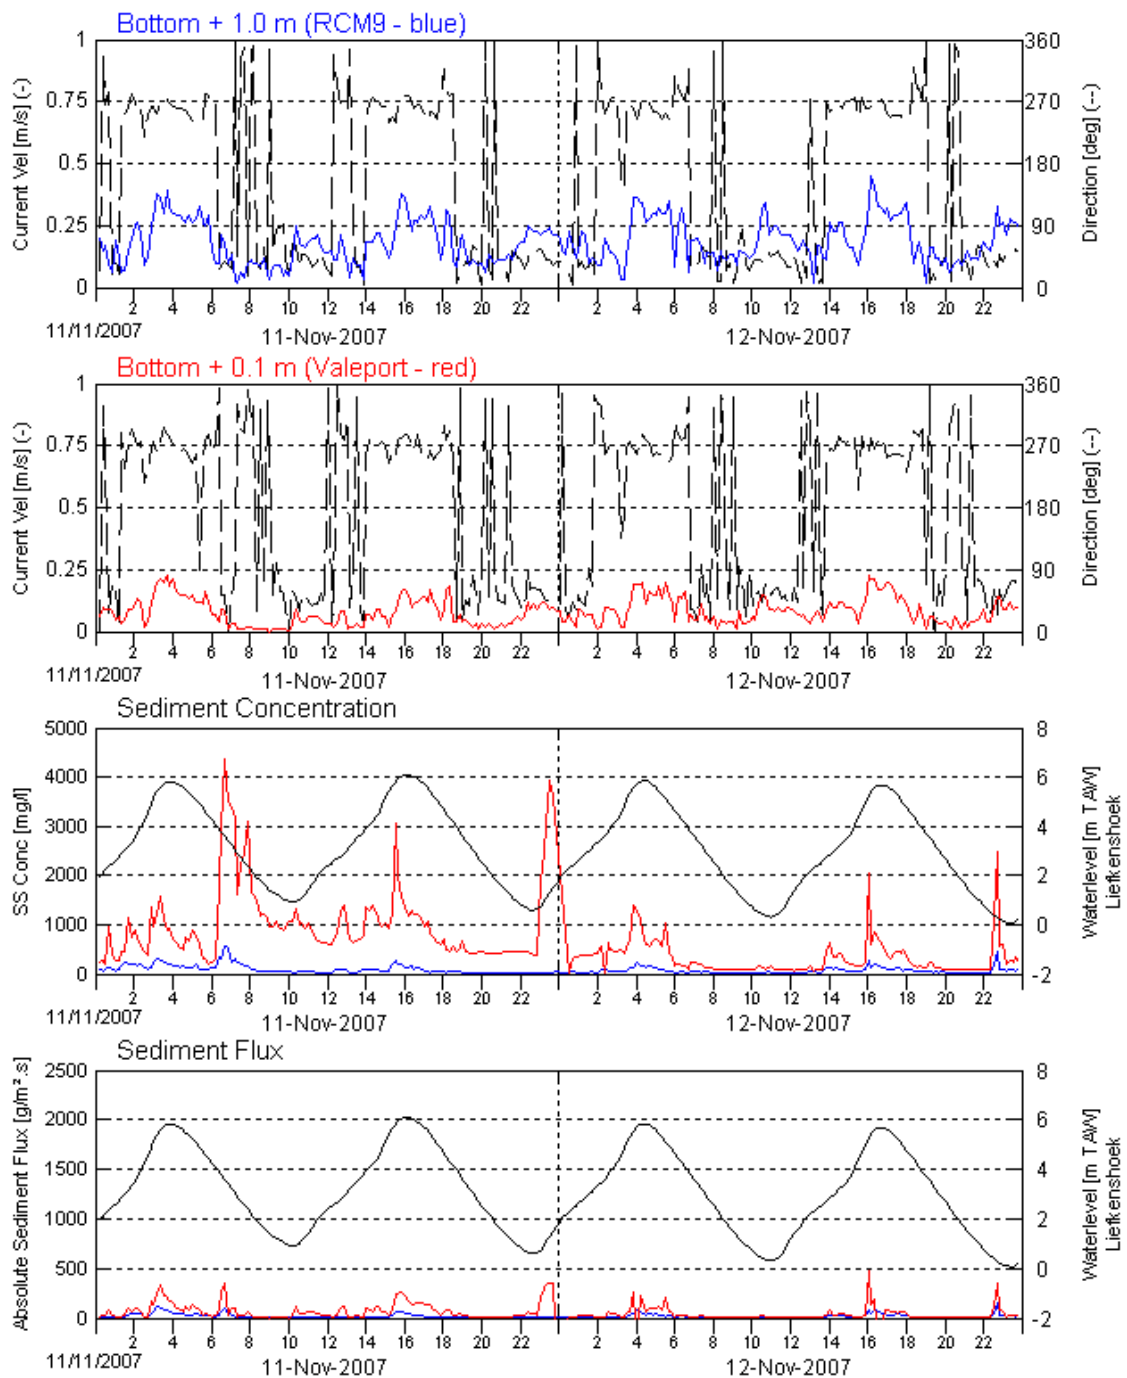 Bottom + 1.0 m (RCM9 - blue)
Current Vel [m/s] (-)
1
0.75
0.5
0.25
0
360
270
180
90
0
Direction [deg] (--)
2 4 6 8 10 12 14 16 18 20 22 2 4 6 8 10 12 14 16 18 20 22
11/11/2007 11-Nov-2007 12-Nov-2007
Bottom + 0.1 m (Valeport - red)
Current Vel [m/s] (-)
1
0.75
0.5
0.25
0
360
270
180
90
0
Direction [deg] (--)
2 4 6 8 10 12 14 16 18 20 22 2 4 6 8 10 12 14 16 18 20 22
11/11/2007 11-Nov-2007 12-Nov-2007
Sediment Concentration
SS Conc [mg/l]
5000
4000
3000
2000
1000
0
8
6
4
2
0
-2
Waterlevel [m TAW]
Liefkenshoek
2 4 6 8 10 12 14 16 18 20 22 2 4 6 8 10 12 14 16 18 20 22
11/11/2007 11-Nov-2007 12-Nov-2007
Sediment Flux
Absolute Sediment Flux [g/m².s]
2500
2000
1500
1000
500
0
8
6
4
2
0
-2
Waterlevel [m TAW]
Liefkenshoek
2 4 6 8 10 12 14 16 18 20 22 2 4 6 8 10 12 14 16 18 20 22
11/11/2007 11-Nov-2007 12-Nov-2007